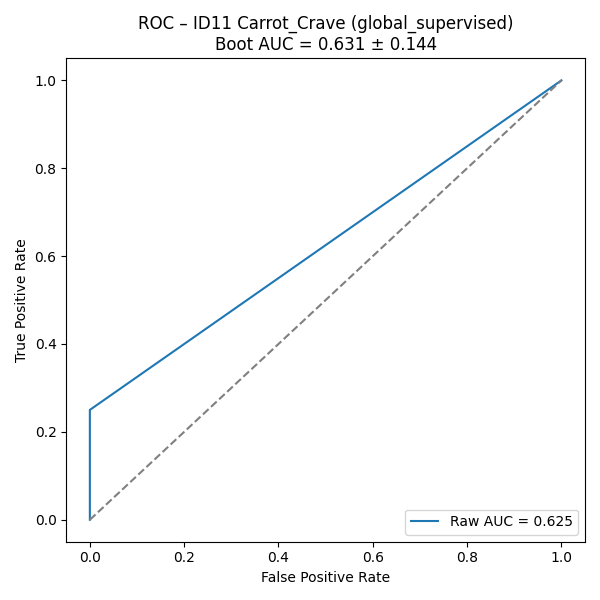 ROC – ID11 Carrot_Crave (global_supervised)
Boot AUC = 0.631 ± 0.144
True Positive Rate
1.0
0.8
0.6
0.4
0.2
0.0
Raw AUC = 0.625
0.0 0.2 0.4 0.6 0.8 1.0
False Positive Rate